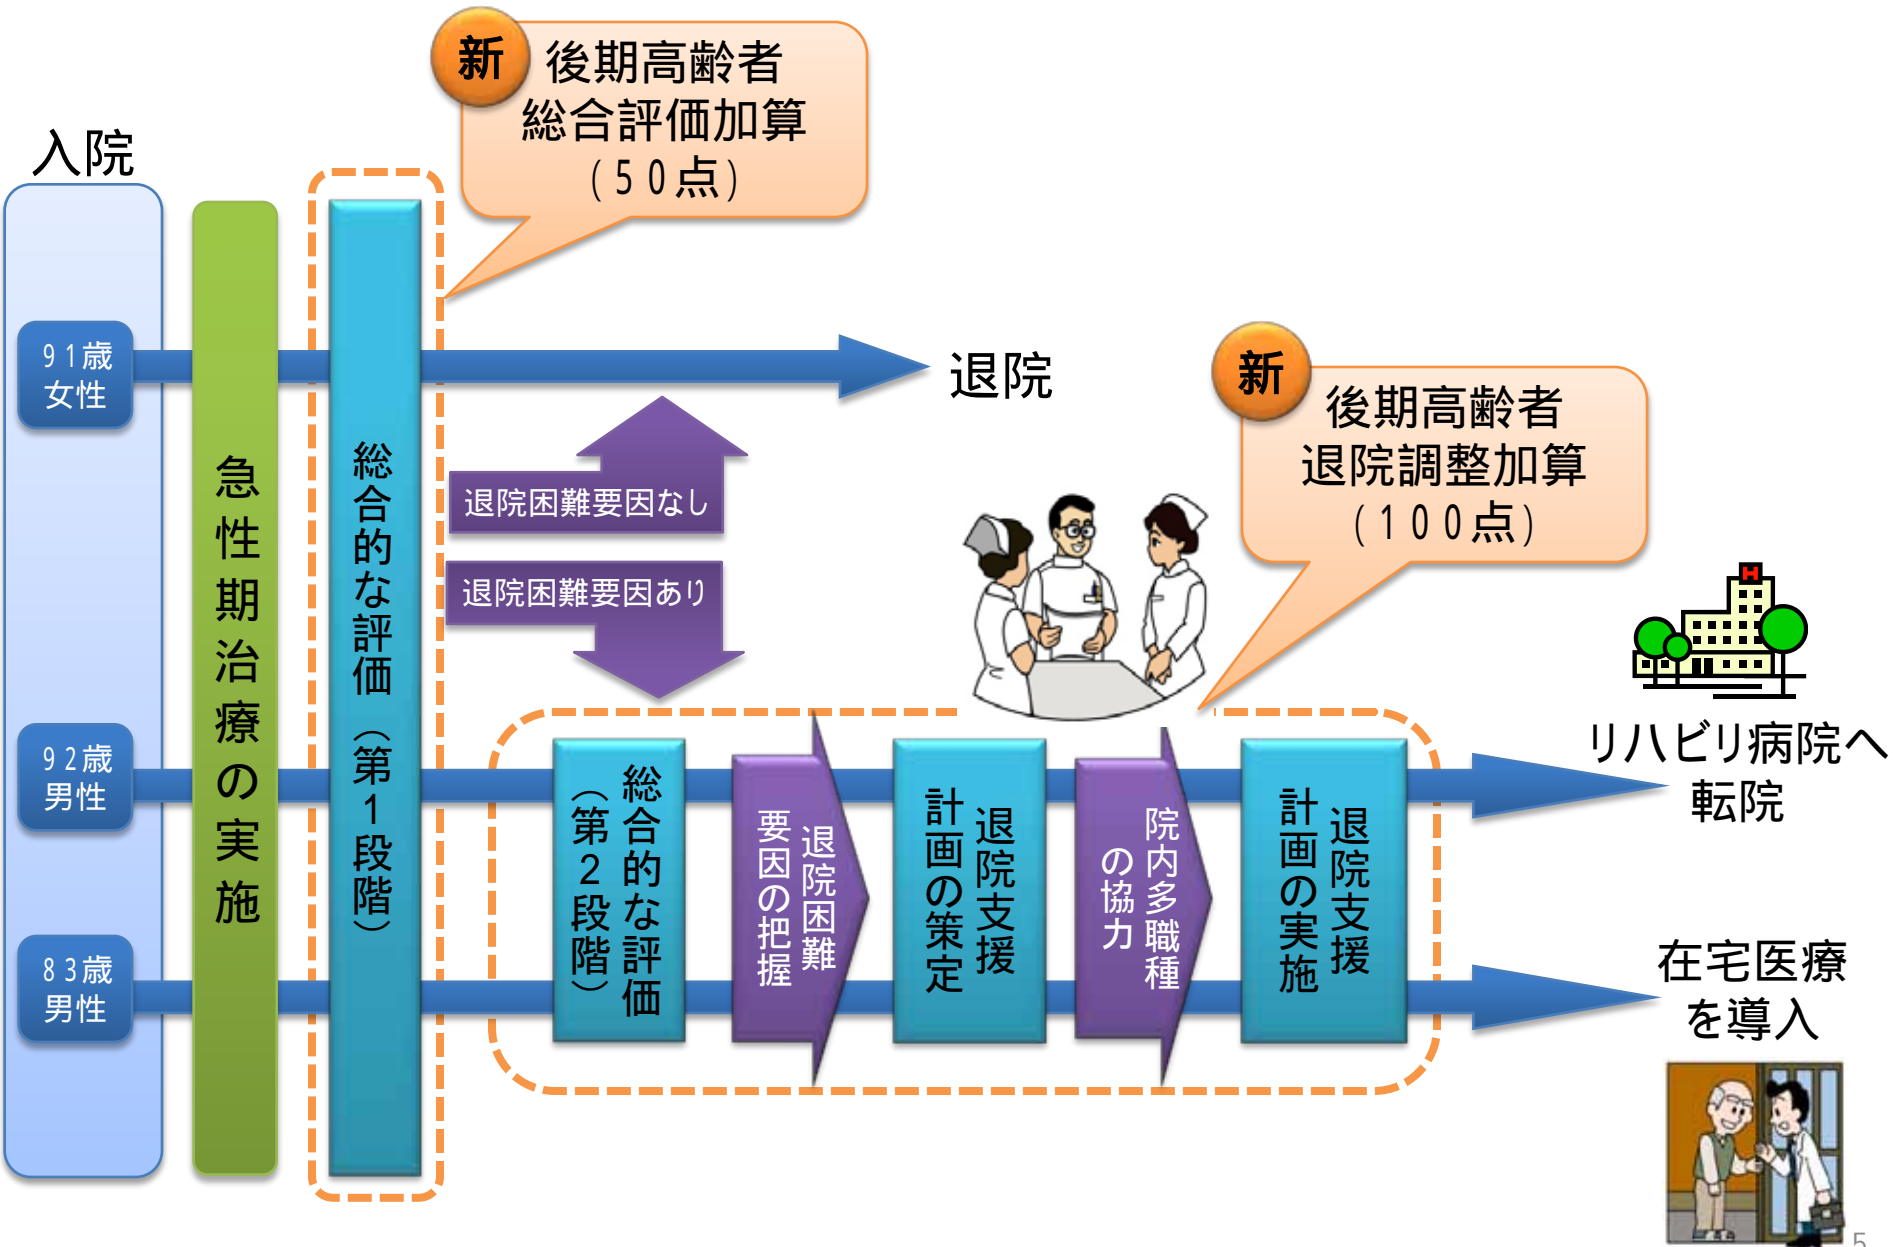 新
後期高齢者
総合評価加算
(50点)
入院
91歳
女性
92歳
男性
83歳
男性
急性期治療の実施
総合的な評価(第1段階)
退院
退院困難要因なし
退院困難要因あり
新
後期高齢者
退院調整加算
(100点)
H
総合的な評価
(第2段階)
退院困難
要因の把握
退院支援
計画の策定
院内多職種
の協力
退院支援
計画の実施
リハビリ病院へ
転院
在宅医療
を導入
5